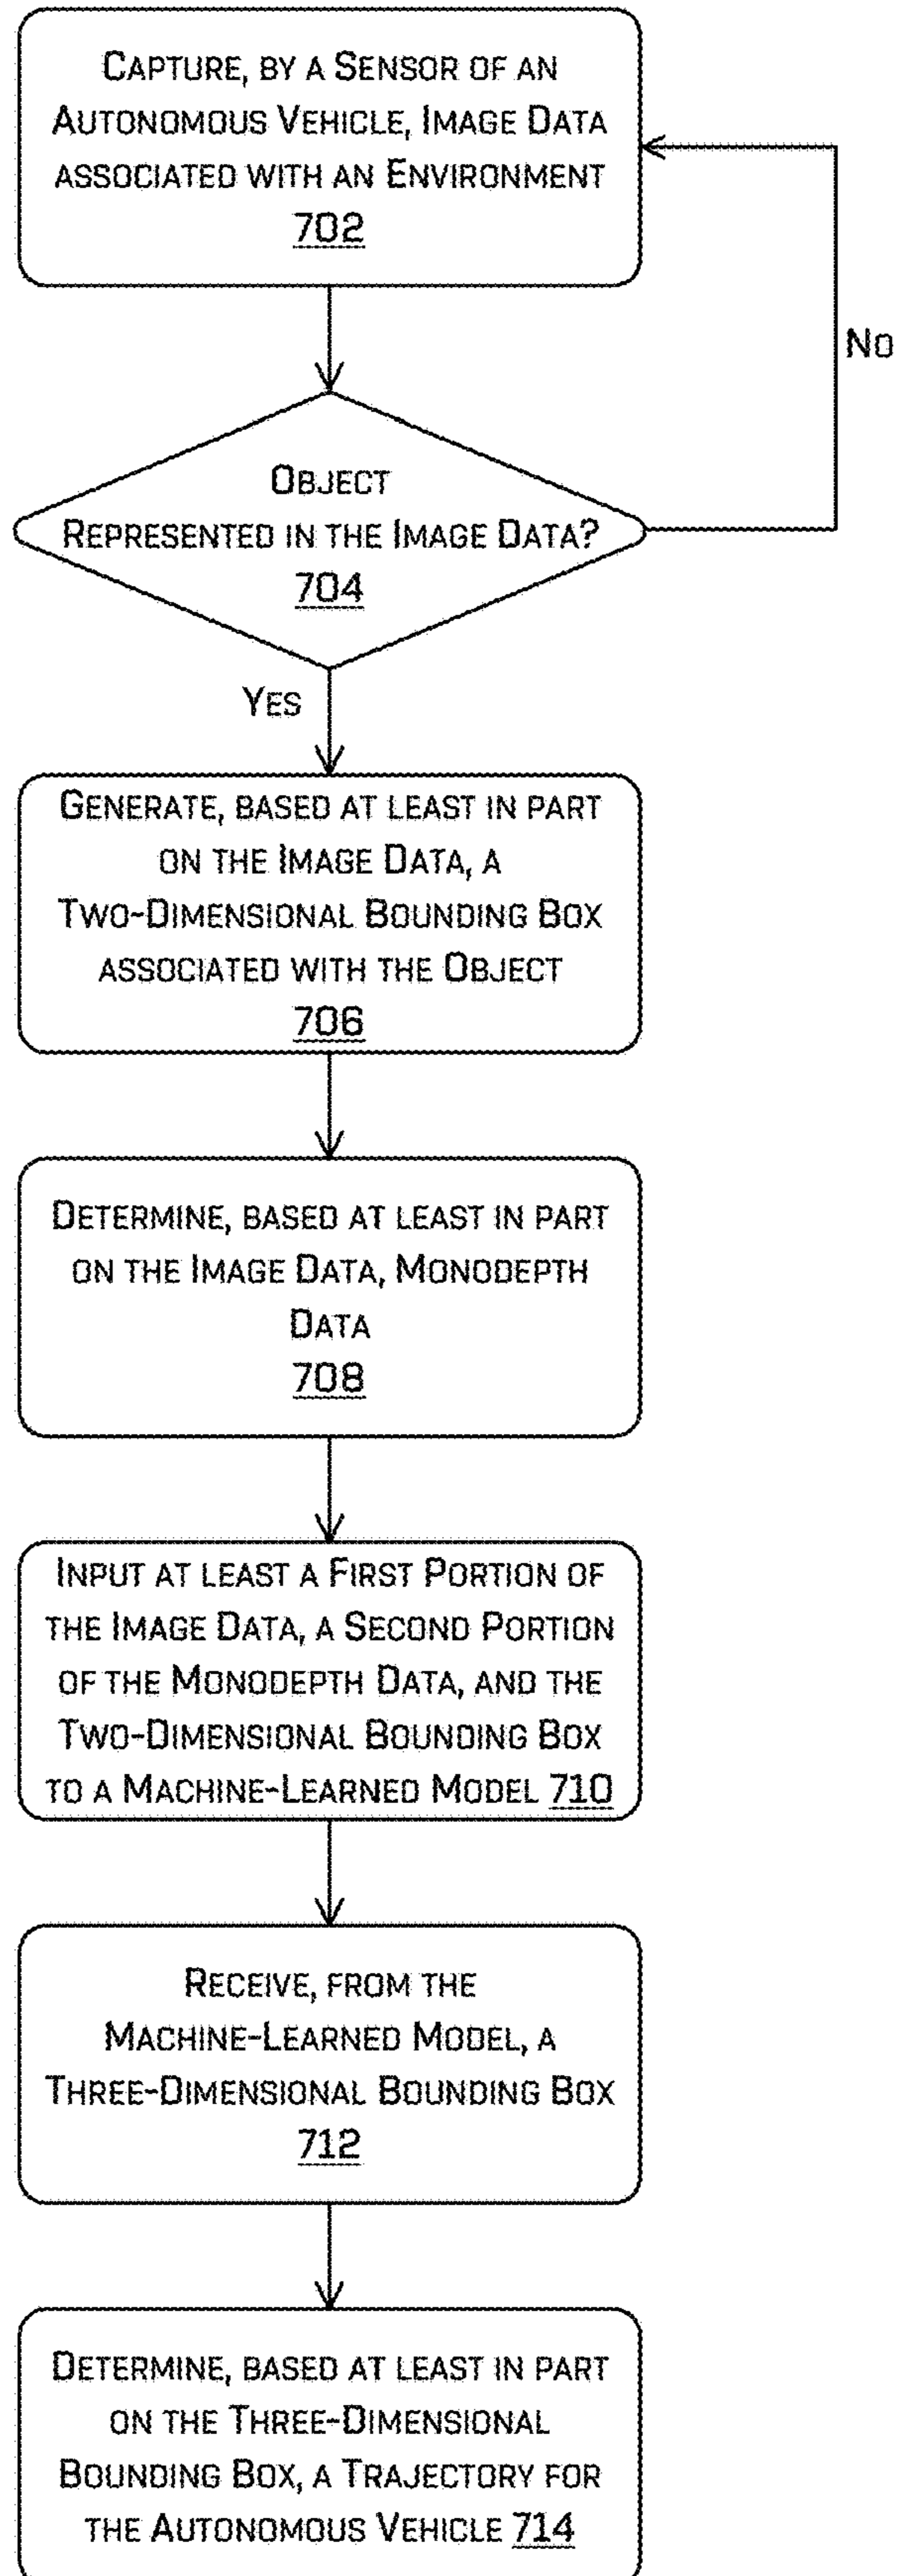 CAPTURE, BY A SENSOR OF AN
AUTONOMOUS VEHICLE, IMAGE DATA
ASSOCIATED WITH AN ENVIRONMENT
702
NO
OBJECT
REPRESENTED IN THE IMAGE DATA?
704
YES
GENERATE, BASED AT LEAST IN PART
ON THE IMAGE DATA, A
TWO-DIMENSIONAL BOUNDING BOX
ASSOCIATED WITH THE OBJECT
706
DETERMINE, BASED AT LEAST IN PART
ON THE IMAGE DATA, MONODEPTH
DATA
708
INPUT AT LEAST A FIRST PORTION OF
THE IMAGE DATA, A SECOND PORTION
OF THE MONODEPTH DATA, AND THE
TWO-DIMENSIONAL BOUNDING BOX
TO A MACHINE-LEARNED MODEL 710
RECEIVE, FROM THE
MACHINE-LEARNED MODEL, A
THREE-DIMENSIONAL BOUNDING BOX
712
DETERMINE, BASED AT LEAST IN PART
ON THE THREE-DIMENSIONAL
BOUNDING BOX, A TRAJECTORY FOR
THE AUTONOMOUS VEHICLE 714